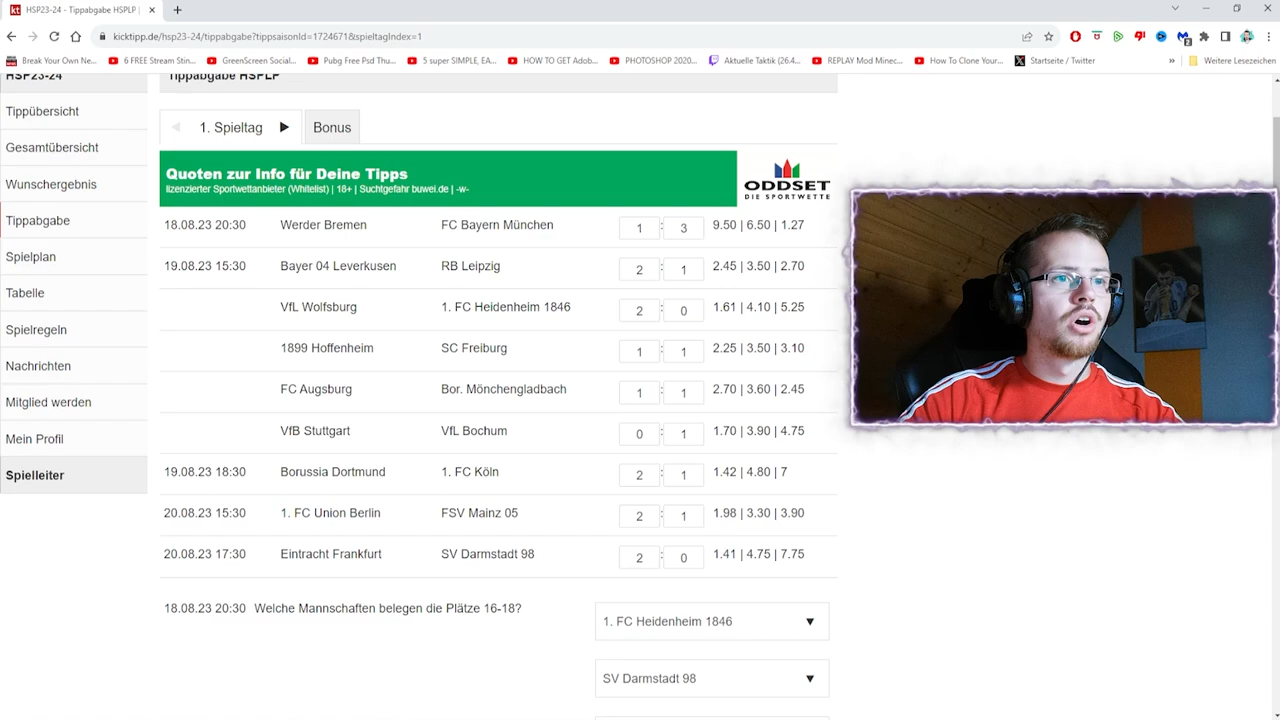 HSP23-24 - Tippabgabe HSPLP |
kicktipp.de/hsp23-24/tippabgabe?tippsaisonId=1724671&spieltagIndex=1
Break Your Own Ne...
6 FREE Stream Stin...
GreenScreen Social...
Pubg Free Psd Thu...
5 super SIMPLE, EA...
HOW TO GET Adob...
PHOTOSHOP 2020...
Aktuelle Taktik (26.4...
REPLAY Mod Minec...
How To Clone Your...
Startseite / Twitter
»
Weitere Lesezeichen
HSP23-24
Tippabgabe HSPLP
Tippübersicht
Gesamtübersicht
Wunschergebnis
Tippabgabe
Spielplan
Tabelle
Spielregeln
Nachrichten
Mitglied werden
Mein Profil
Spielleiter
1. Spieltag
Bonus
Quoten zur Info für Deine Tipps
lizenzierter Sportwettanbieter (Whitelist) | 18+ | Suchtgefahr buwei.de | -w-
ODDSET
DIE SPORTWETTE
18.08.23 20:30 Werder Bremen FC Bayern München 1 : 3 9.50 | 6.50 | 1.27
19.08.23 15:30 Bayer 04 Leverkusen RB Leipzig 2 : 1 2.45 | 3.50 | 2.70
VfL Wolfsburg 1. FC Heidenheim 1846 2 : 0 1.61 | 4.10 | 5.25
1899 Hoffenheim SC Freiburg 1 : 1 2.25 | 3.50 | 3.10
FC Augsburg Bor. Mönchengladbach 1 : 1 2.70 | 3.60 | 2.45
VfB Stuttgart VfL Bochum 0 : 1 1.70 | 3.90 | 4.75
19.08.23 18:30 Borussia Dortmund 1. FC Köln 2 : 1 1.42 | 4.80 | 7
20.08.23 15:30 1. FC Union Berlin FSV Mainz 05 2 : 1 1.98 | 3.30 | 3.90
20.08.23 17:30 Eintracht Frankfurt SV Darmstadt 98 2 : 0 1.41 | 4.75 | 7.75
18.08.23 20:30 Welche Mannschaften belegen die Plätze 16-18?
1. FC Heidenheim 1846
SV Darmstadt 98